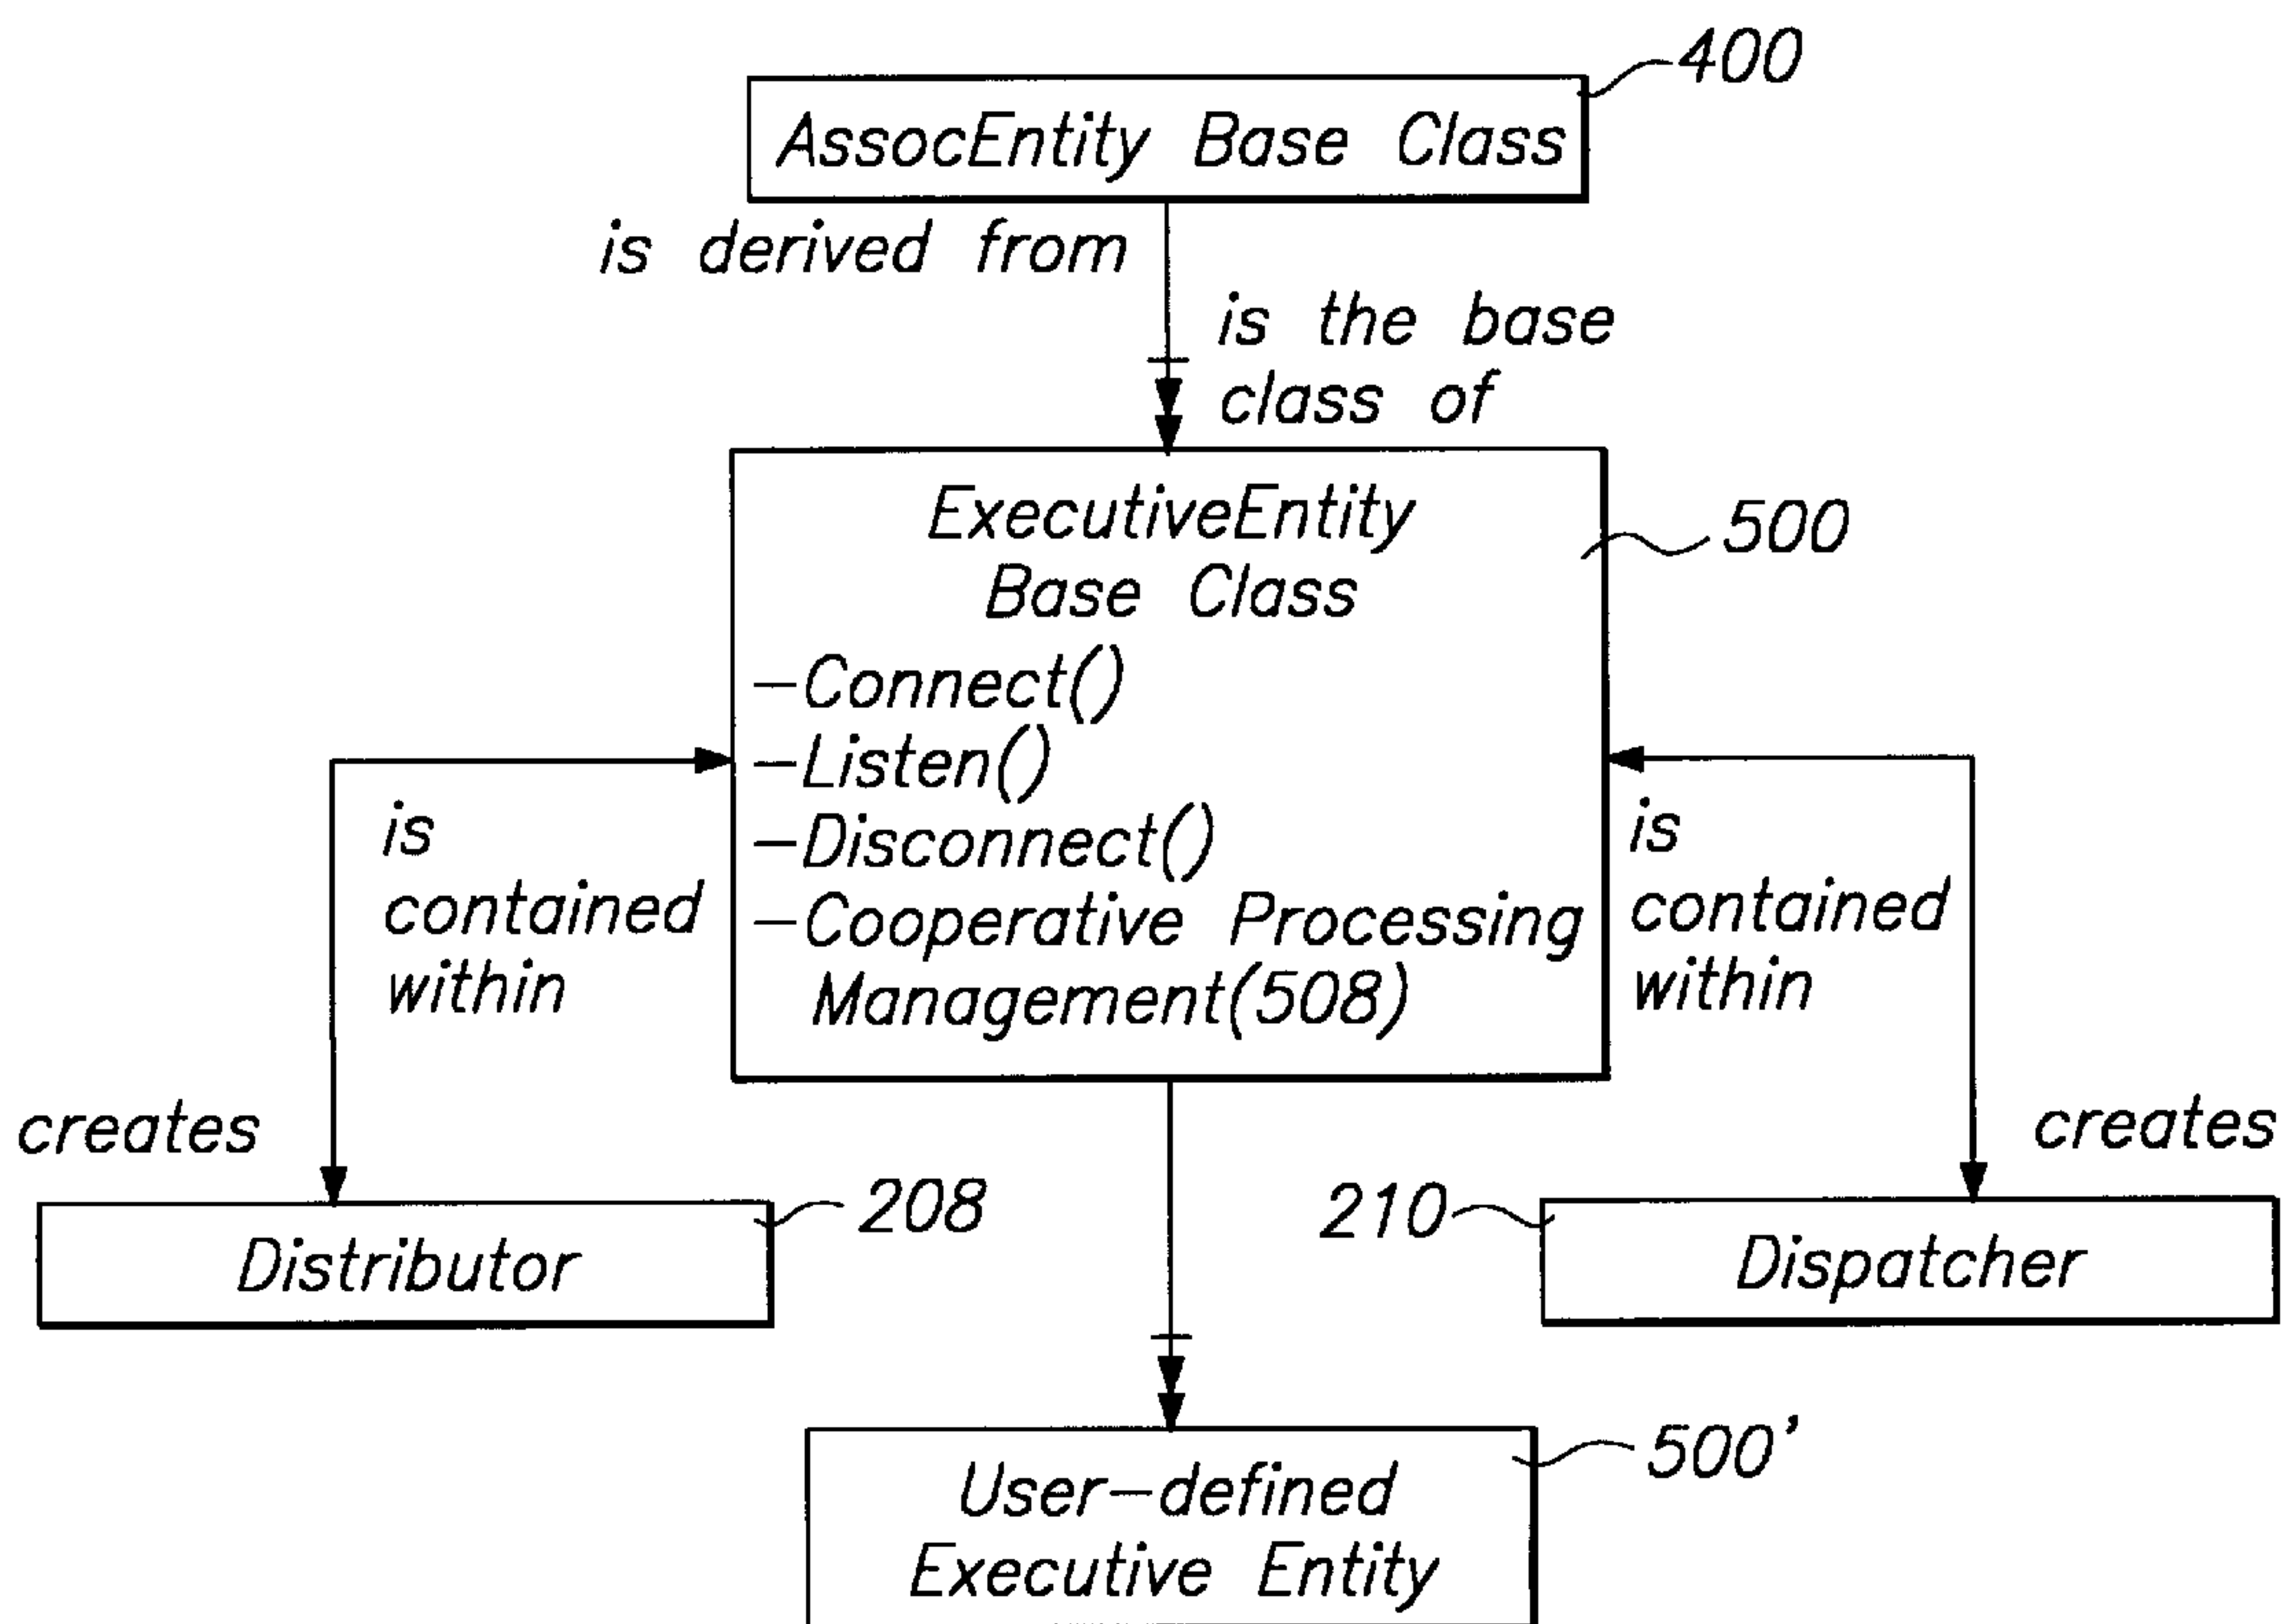 400
AssocEntity Base Class
is derived from
is the base
class of
ExecutiveEntity
Base Class
500
—Connect()
—Listen()
—Disconnect()
—Cooperative Processing
Management(508)
is
contained
within
is
contained
within
creates
creates
208
Distributor
210
Dispatcher
500'
User-defined
Executive Entity